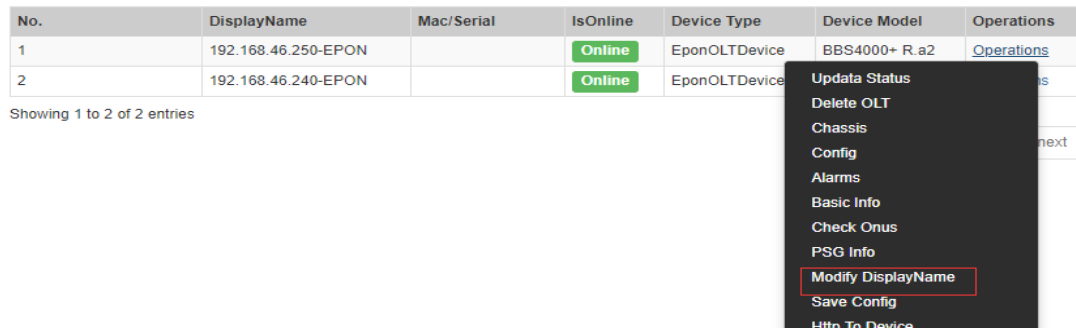 No. DisplayName Mac/Serial IsOnline Device Type Device Model Operations
1 192.168.46.250-EPON Online EponOLTDevice BBS4000+ R.a2 Operations
2 192.168.46.240-EPON Online EponOLTDevice
Showing 1 to 2 of 2 entries
next
Updata Status
Delete OLT
Chassis
Config
Alarms
Basic Info
Check Onus
PSG Info
Modify DisplayName
Save Config
Http To Device